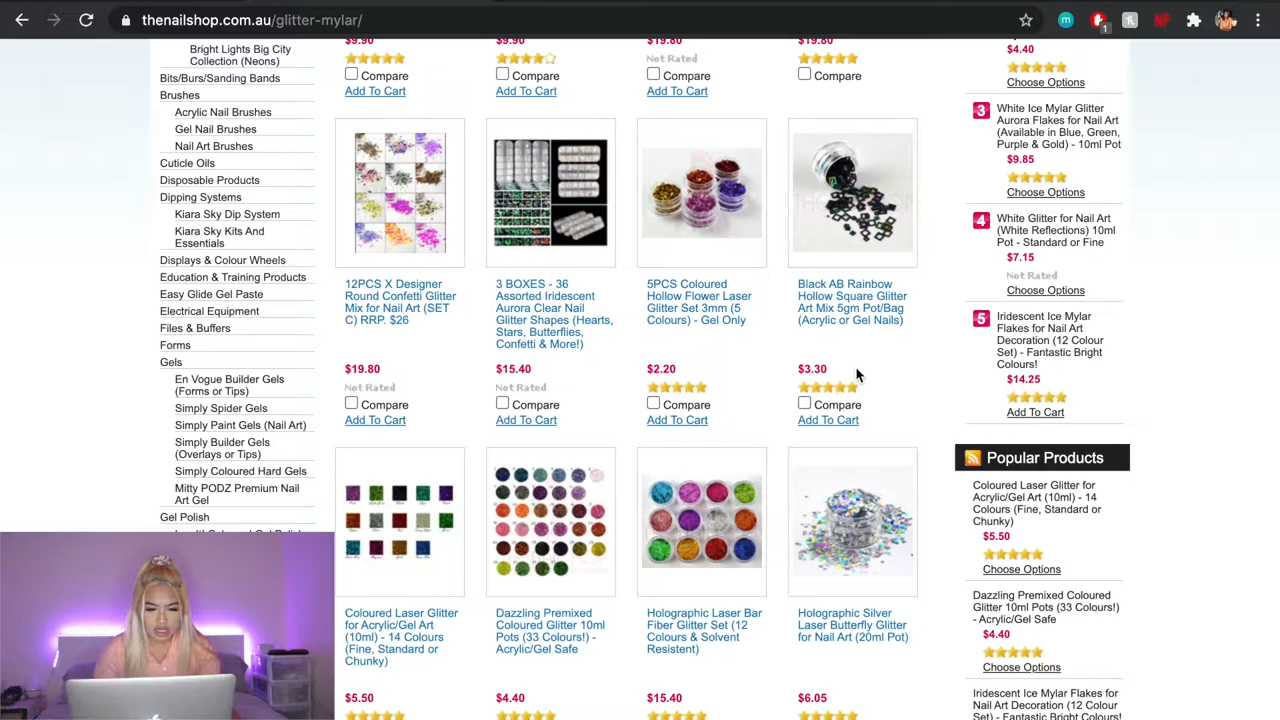 thenailshop.com.au/glitter-mylar/
1
Bright Lights Big City
Collection (Neons)
Bits/Burs/Sanding Bands
Brushes
Acrylic Nail Brushes
Gel Nail Brushes
Nail Art Brushes
Cuticle Oils
Disposable Products
Dipping Systems
Kiara Sky Dip System
Kiara Sky Kits And
Essentials
Displays & Colour Wheels
Education & Training Products
Easy Glide Gel Paste
Electrical Equipment
Files & Buffers
Forms
Gels
En Vogue Builder Gels
(Forms or Tips)
Simply Spider Gels
Simply Paint Gels (Nail Art)
Simply Builder Gels
(Overlays or Tips)
Simply Coloured Hard Gels
Mitty PODZ Premium Nail
Art Gel
Gel Polish
$9.90
Compare
Add To Cart
$9.90
Compare
Add To Cart
$19.80
Not Rated
Compare
Add To Cart
$19.80
Compare
12PCS X Designer
Round Confetti Glitter
Mix for Nail Art (SET
C) RRP. $26
$19.80
Not Rated
Compare
Add To Cart
3 BOXES - 36
Assorted Iridescent
Aurora Clear Nail
Glitter Shapes (Hearts,
Stars, Butterflies,
Confetti & More!)
$15.40
Not Rated
Compare
Add To Cart
5PCS Coloured
Hollow Flower Laser
Glitter Set 3mm (5
Colours) - Gel Only
$2.20
Compare
Add To Cart
Black AB Rainbow
Hollow Square Glitter
Art Mix 5gm Pot/Bag
(Acrylic or Gel Nails)
$3.30
Compare
Add To Cart
Coloured Laser Glitter
for Acrylic/Gel Art
(10ml) - 14 Colours
(Fine, Standard or
Chunky)
$5.50
Dazzling Premixed
Coloured Glitter 10ml
Pots (33 Colours!) -
Acrylic/Gel Safe
$4.40
Holographic Laser Bar
Fiber Glitter Set (12
Colours & Solvent
Resistent)
$15.40
Holographic Silver
Laser Butterfly Glitter
for Nail Art (20ml Pot)
$6.05
$4.40
Choose Options
3
White Ice Mylar Glitter
Aurora Flakes for Nail Art
(Available in Blue, Green,
Purple & Gold) - 10ml Pot
$9.85
Choose Options
4
White Glitter for Nail Art
(White Reflections) 10ml
Pot - Standard or Fine
$7.15
Not Rated
Choose Options
5
Iridescent Ice Mylar
Flakes for Nail Art
Decoration (12 Colour
Set) - Fantastic Bright
Colours!
$14.25
Add To Cart
Popular Products
Coloured Laser Glitter for
Acrylic/Gel Art (10ml) - 14
Colours (Fine, Standard or
Chunky)
$5.50
Choose Options
Dazzling Premixed Coloured
Glitter 10ml Pots (33 Colours!)
- Acrylic/Gel Safe
$4.40
Choose Options
Iridescent Ice Mylar Flakes for
Nail Art Decoration (12 Colour
Set) - Fantastic Bright Colours!